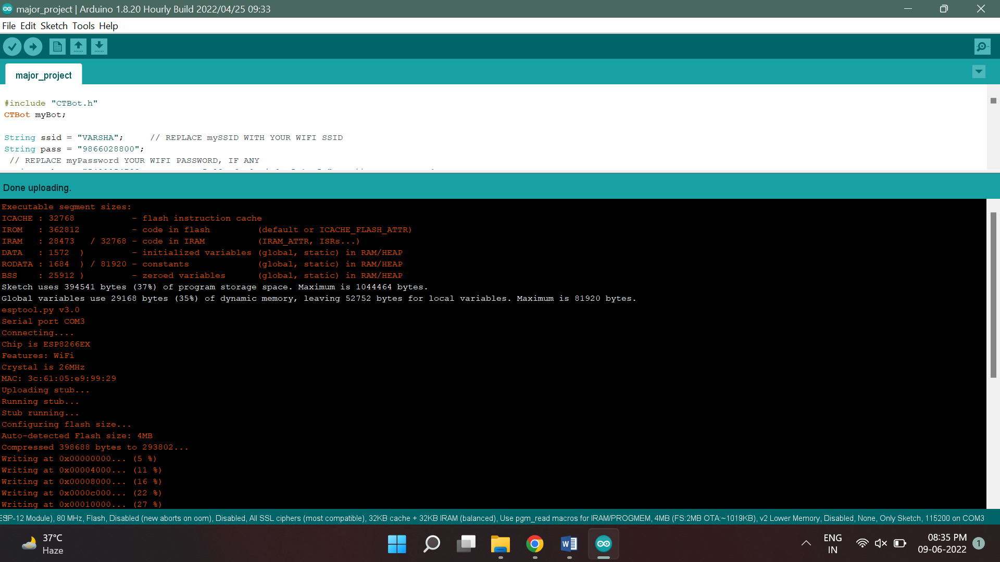 major_project | Arduino 1.8.20 Hourly Build 2022/04/25 09:33
File Edit Sketch Tools Help
major_project
#include "CTBot.h"
CTBot myBot;
String ssid = "VARSHA";     // REPLACE mySSID WITH YOUR WIFI SSID
String pass = "9866028800";
// REPLACE myPassword YOUR WIFI PASSWORD, IF ANY
Done uploading.
Executable segment sizes:
ICACHE : 32768           - flash instruction cache
IROM   : 362812          - code in flash         (default or ICACHE_FLASH_ATTR)
IRAM   : 28473   / 32768 - code in IRAM          (IRAM_ATTR, ISRs...)
DATA   : 1572  )         - initialized variables (global, static) in RAM/HEAP
RODATA : 1684  ) / 81920 - constants             (global, static) in RAM/HEAP
BSS    : 25912 )         - zeroed variables      (global, static) in RAM/HEAP
Sketch uses 394541 bytes (37%) of program storage space. Maximum is 1044464 bytes.
Global variables use 29168 bytes (35%) of dynamic memory, leaving 52752 bytes for local variables. Maximum is 81920 bytes.
esptool.py v3.0
Serial port COM3
Connecting....
Chip is ESP8266EX
Features: WiFi
Crystal is 26MHz
MAC: 3c:61:05:e9:99:29
Uploading stub...
Running stub...
Stub running...
Configuring flash size...
Auto-detected Flash size: 4MB
Compressed 398688 bytes to 293802...
Writing at 0x00000000... (5 %)
Writing at 0x00004000... (11 %)
Writing at 0x00008000... (16 %)
Writing at 0x0000c000... (22 %)
Writing at 0x00010000... (27 %)
ESP-12 Module), 80 MHz, Flash, Disabled (new aborts on oom), Disabled, All SSL ciphers (most compatible), 32KB cache + 32KB IRAM (balanced), Use pgm_read macros for IRAM/PROGMEM, 4MB (FS:2MB OTA:~1019KB), v2 Lower Memory, Disabled, None, Only Sketch, 115200 on COM3
37°C
Haze
W
ENG
IN
08:35 PM
09-06-2022
1